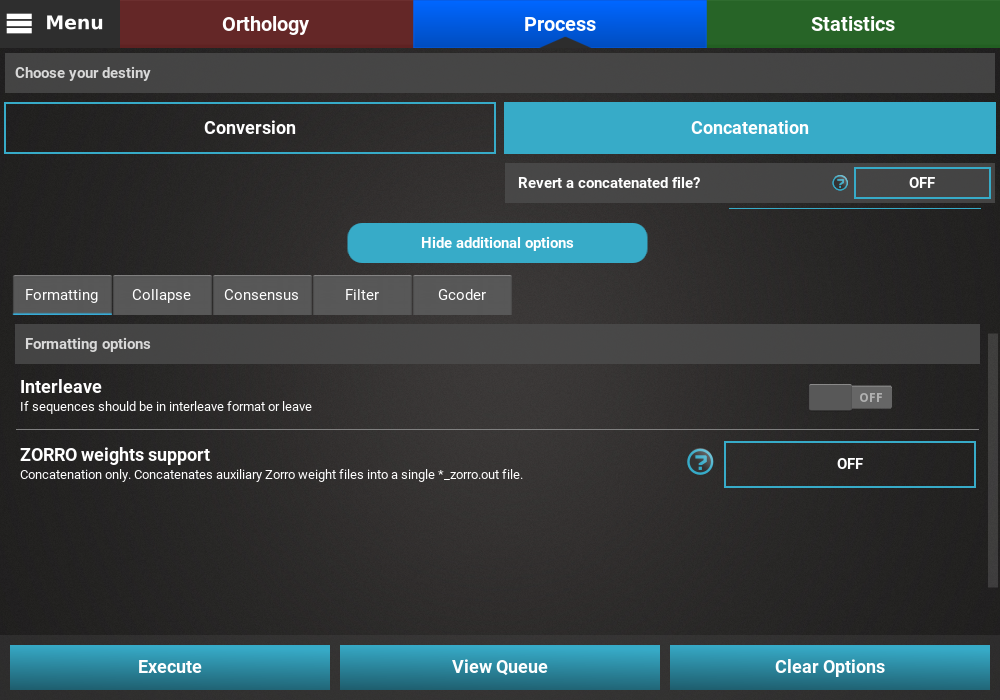 Menu
Orthology
Process
Statistics
Choose your destiny
Conversion
Concatenation
Revert a concatenated file?
?
OFF
Hide additional options
Formatting
Collapse
Consensus
Filter
Gcoder
Formatting options
Interleave
If sequences should be in interleave format or leave
OFF
ZORRO weights support
Concatenation only. Concatenates auxiliary Zorro weight files into a single *_zorro.out file.
?
OFF
Execute
View Queue
Clear Options